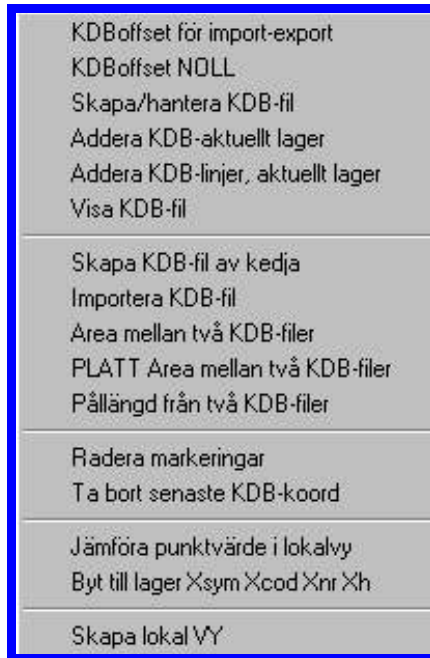 KDBoffset för import-export
KDBoffset NOLL
Skapa/hantera KDB-fil
Addera KDB-aktuellt lager
Addera KDB-linjer, aktuellt lager
Visa KDB-fil
Skapa KDB-fil av kedja
Importera KDB-fil
Area mellan två KDB-filer
PLATT Area mellan två KDB-filer
Pållängd från två KDB-filer
Radera markeringar
Ta bort senaste KDB-koord
Jämföra punktvärde i lokalvy
Byt till lager Xsym Xcod Xnr Xh
Skapa lokal VY